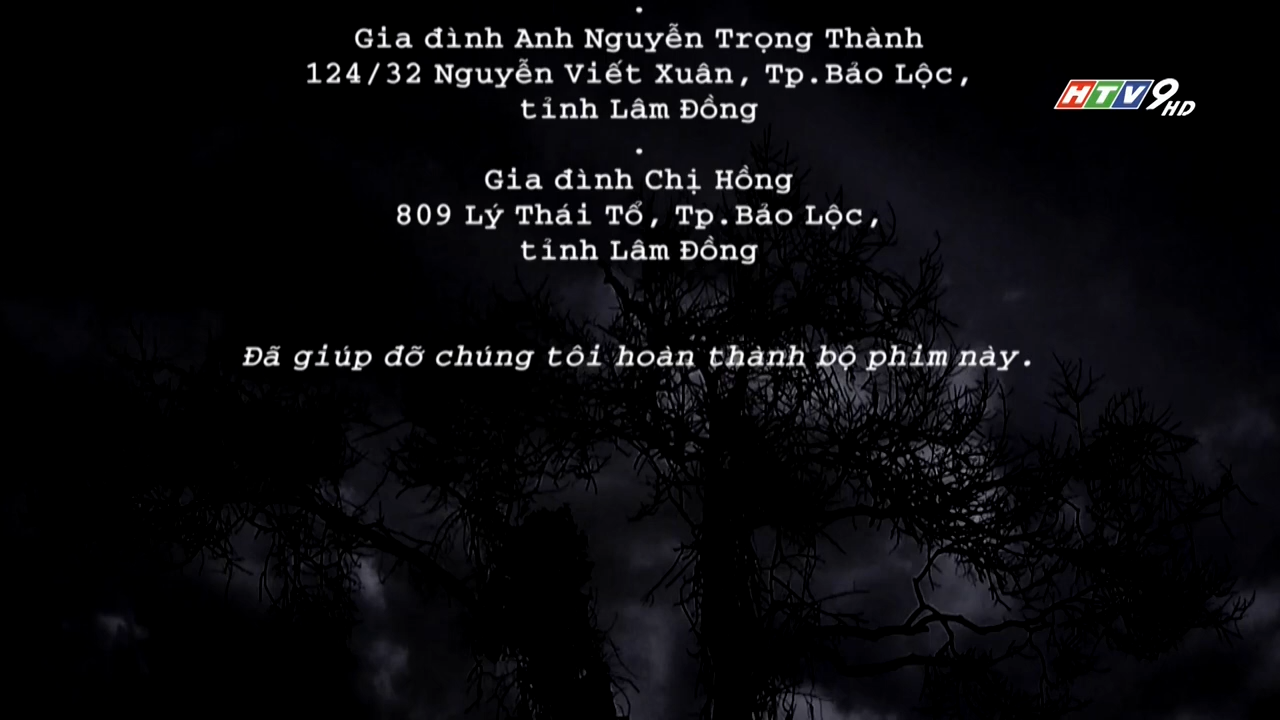 .
Gia đình Anh Nguyễn Trọng Thành
124/32 Nguyễn Viết Xuân, Tp.Bảo Lộc,
tỉnh Lâm Đồng
.
Gia đình Chị Hồng
809 Lý Thái Tổ, Tp.Bảo Lộc,
tỉnh Lâm Đồng
Đã giúp đỡ chúng tôi hoàn thành bộ phim này.
HTV9 HD